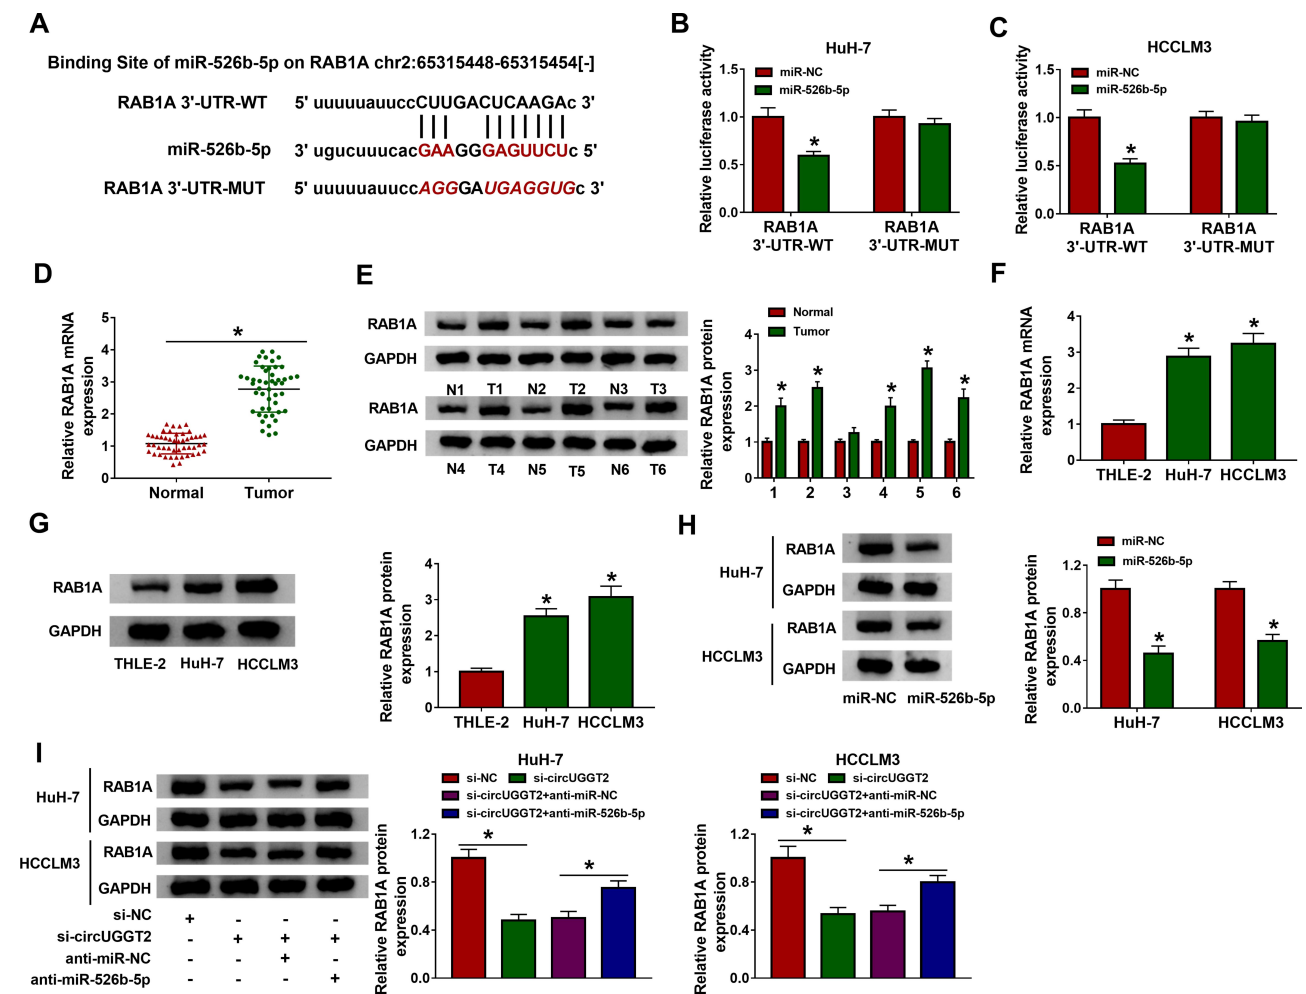 A
Binding Site of miR-526b-5p on RAB1A chr2:65315448-65315454[-]
RAB1A 3'-UTR-WT 5' uuuuuauuccCUUGACUCAAGAc 3'
miR-526b-5p 3' ugucuuucacGAAGGGAGUUCUc 5'
RAB1A 3'-UTR-MUT 5' uuuuuauuccAGGGAUGAGGUGc 3'
B
HuH-7
Relative luciferase activity
miR-NC
miR-526b-5p
1.5
1.0
0.5
0.0
*
RAB1A RAB1A
3'-UTR-WT 3'-UTR-MUT
C
HCCLM3
Relative luciferase activity
miR-NC
miR-526b-5p
1.5
1.0
0.5
0.0
*
RAB1A RAB1A
3'-UTR-WT 3'-UTR-MUT
D
Relative RAB1A mRNA
expression
5
4
3
2
1
0
*
Normal Tumor
E
RAB1A
GAPDH
N1 T1 N2 T2 N3 T3
RAB1A
GAPDH
N4 T4 N5 T5 N6 T6
Relative RAB1A protein
expression
Normal
Tumor
4
3
2
1
0
* * * * *
1 2 3 4 5 6
F
Relative RAB1A mRNA
expression
4
3
2
1
0
* *
THLE-2 HuH-7 HCCLM3
G
RAB1A
GAPDH
THLE-2 HuH-7 HCCLM3
Relative RAB1A protein
expression
4
3
2
1
0
* *
THLE-2 HuH-7 HCCLM3
H
HuH-7
RAB1A
GAPDH
HCCLM3
RAB1A
GAPDH
miR-NC miR-526b-5p
Relative RAB1A protein
expression
miR-NC
miR-526b-5p
1.2
0.8
0.4
0.0
* *
HuH-7 HCCLM3
I
HuH-7
RAB1A
GAPDH
HCCLM3
RAB1A
GAPDH
si-NC + - - -
si-circUGGT2 - + + +
anti-miR-NC - - + -
anti-miR-526b-5p - - - +
HuH-7
si-NC si-circUGGT2
si-circUGGT2+anti-miR-NC
si-circUGGT2+anti-miR-526b-5p
Relative RAB1A protein
expression
1.2
0.8
0.4
0.0
* *
HCCLM3
si-NC si-circUGGT2
si-circUGGT2+anti-miR-NC
si-circUGGT2+anti-miR-526b-5p
Relative RAB1A protein
expression
1.2
0.8
0.4
0.0
* *